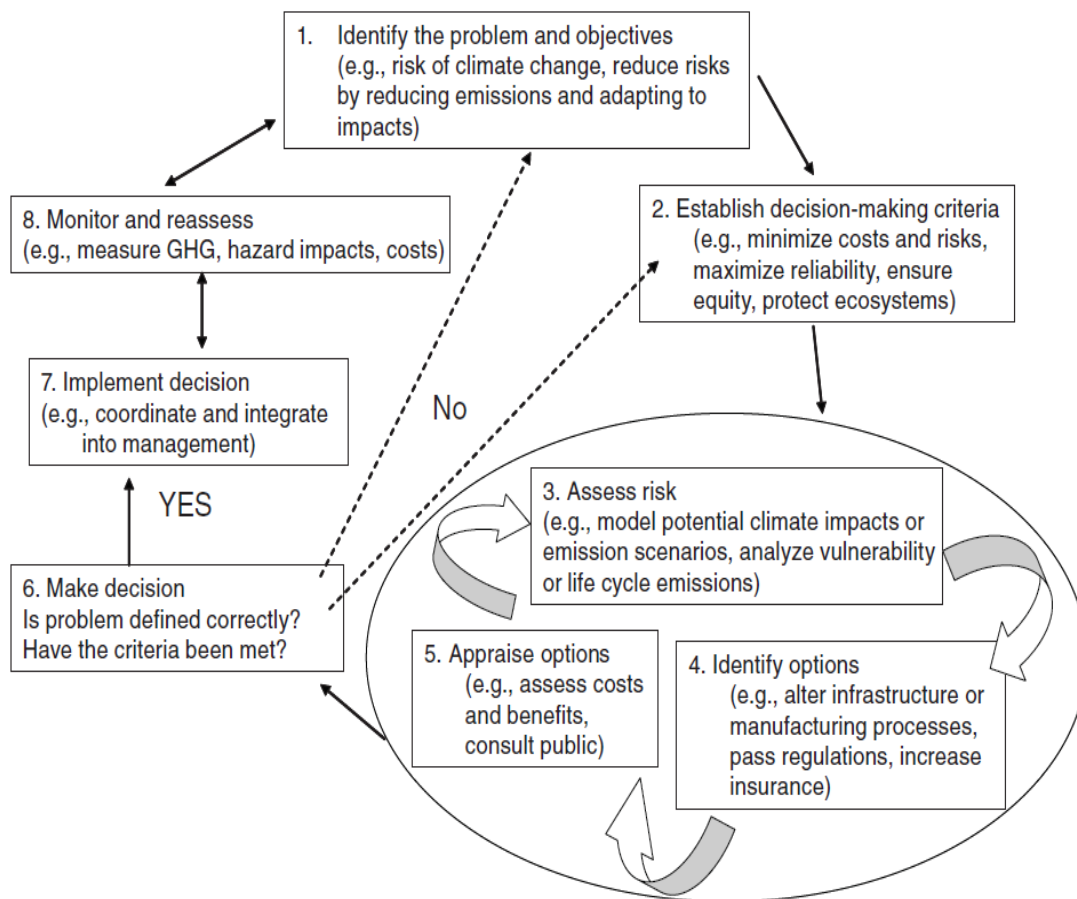 1. Identify the problem and objectives
(e.g., risk of climate change, reduce risks
by reducing emissions and adapting to
impacts)
8. Monitor and reassess
(e.g., measure GHG, hazard impacts, costs)
2. Establish decision-making criteria
(e.g., minimize costs and risks,
maximize reliability, ensure
equity, protect ecosystems)
7. Implement decision
(e.g., coordinate and integrate
into management)
No
YES
3. Assess risk
(e.g., model potential climate impacts or
emission scenarios, analyze vulnerability
or life cycle emissions)
6. Make decision
Is problem defined correctly?
Have the criteria been met?
5. Appraise options
(e.g., assess costs
and benefits,
consult public)
4. Identify options
(e.g., alter infrastructure or
manufacturing processes,
pass regulations, increase
insurance)